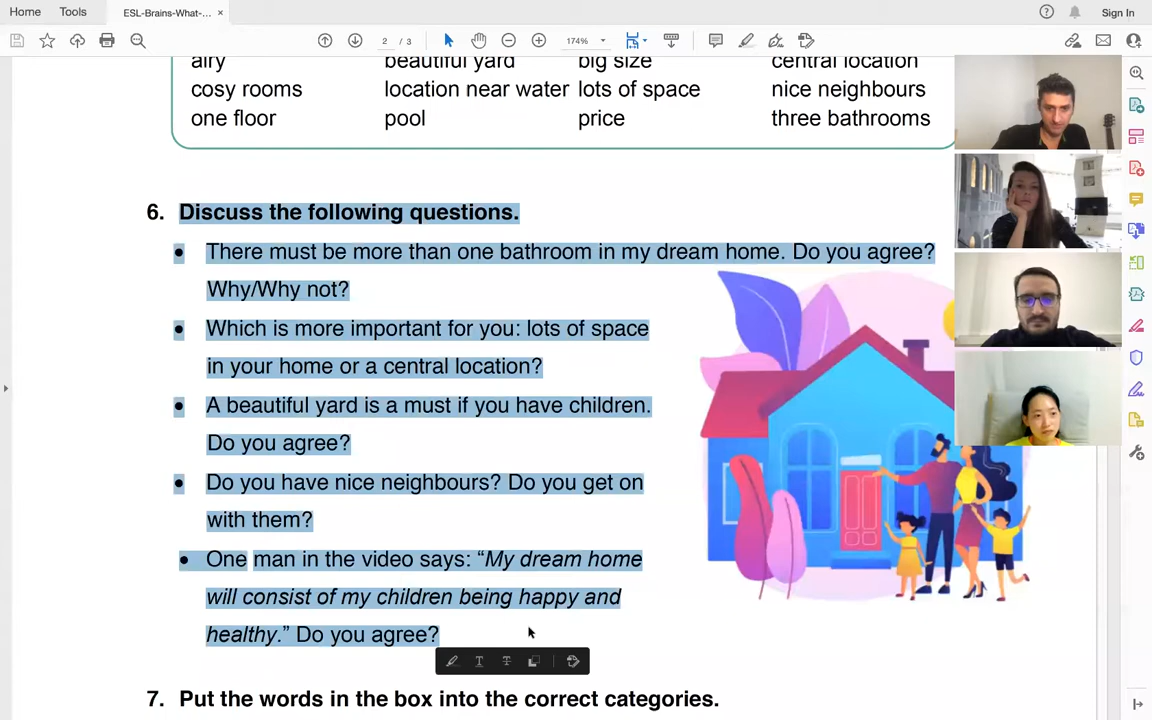 Home Tools ESL-Brains-What-... × Sign In
2 / 3 174%
airy beautiful yard big size central location
cosy rooms location near water lots of space nice neighbours
one floor pool price three bathrooms
6. Discuss the following questions.
• There must be more than one bathroom in my dream home. Do you agree?
Why/Why not?
• Which is more important for you: lots of space
in your home or a central location?
• A beautiful yard is a must if you have children.
Do you agree?
• Do you have nice neighbours? Do you get on
with them?
• One man in the video says: “My dream home
will consist of my children being happy and
healthy.” Do you agree?
7. Put the words in the box into the correct categories.